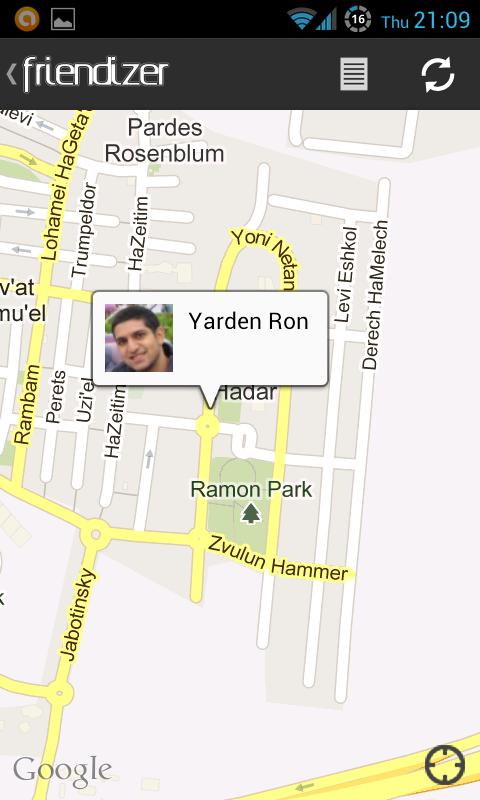 16
Thu 21:09
friendizer
levi
Pardes
Rosenblum
Lohamei HaGeta'
Trumpeldor
HaZeitim
Yoni Netan
Levi Eshkol
Derech HaMelech
v'at
mu'el
Yarden Ron
Hadar
Rambam
Perets
Uzi'el
HaZeitim
Ramon Park
Zvulun Hammer
Jabotinsky
k
Google